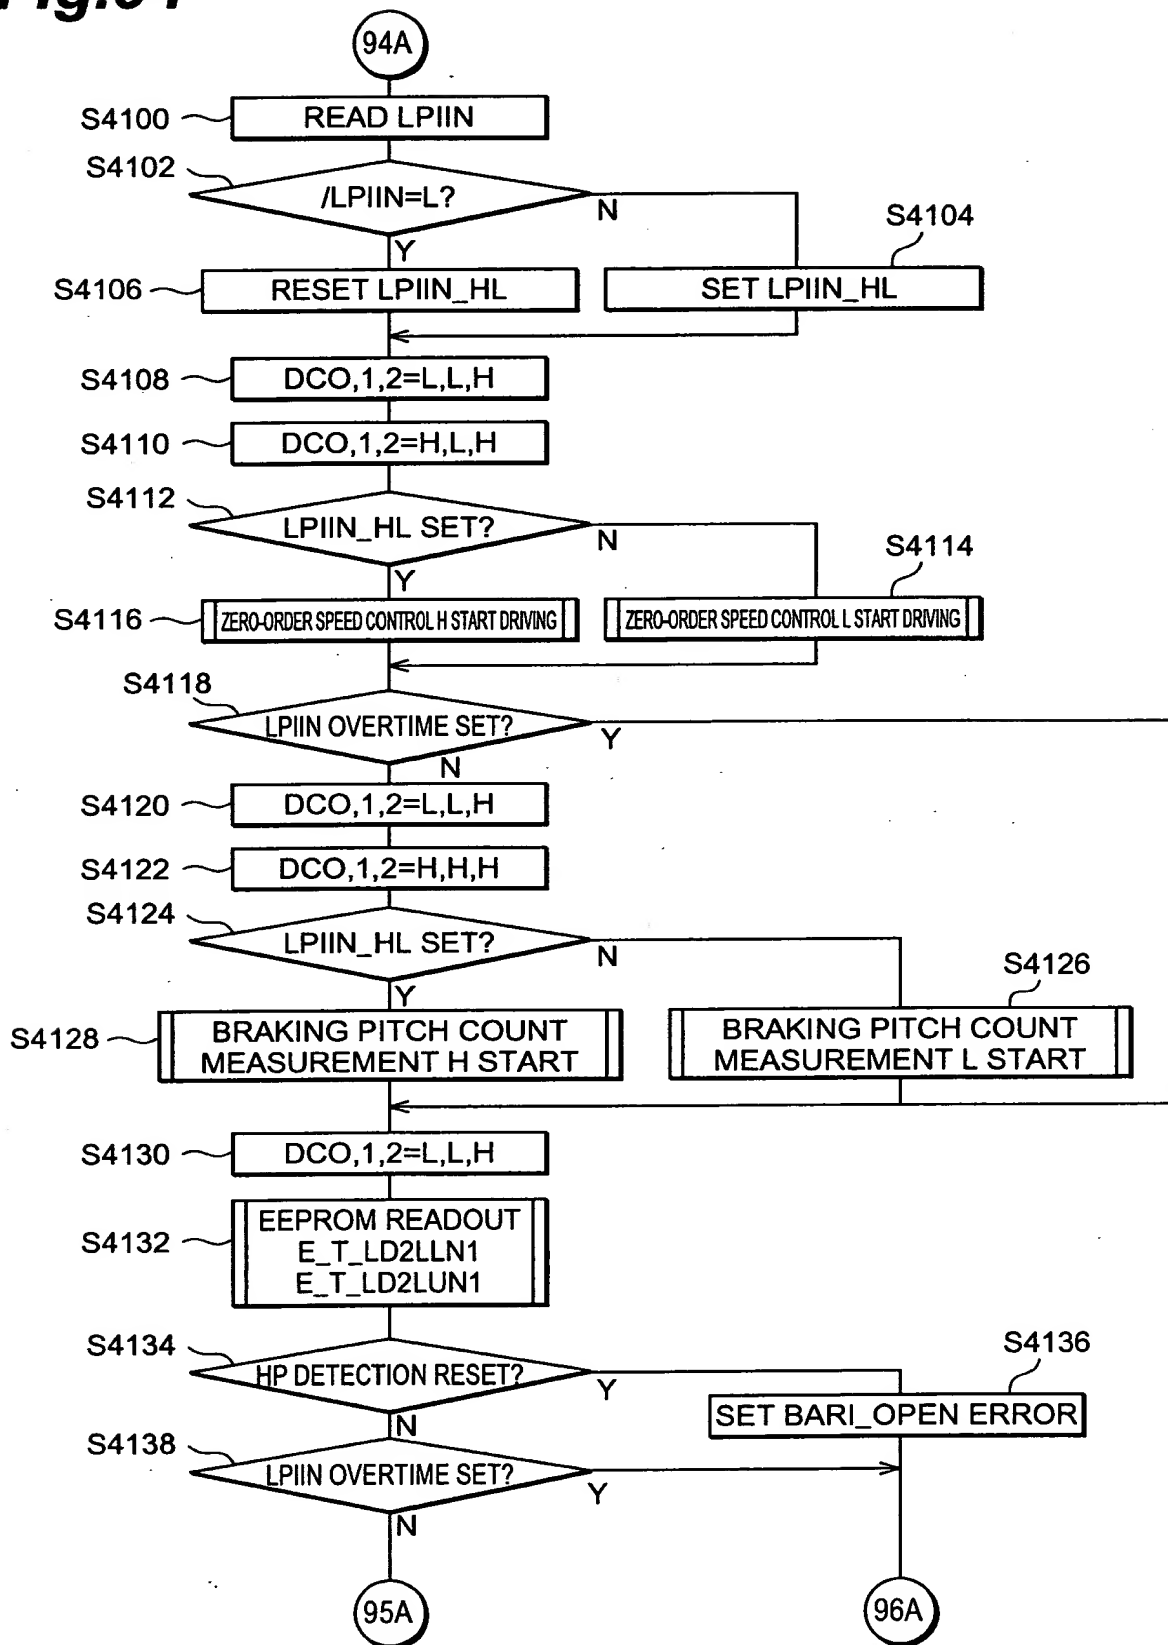 94A
S4100
READ LPIIN
S4102
/LPIIN=L?
N
Y
S4104
S4106
RESET LPIIN_HL
SET LPIIN_HL
S4108
DCO,1,2=L,L,H
S4110
DCO,1,2=H,L,H
S4112
LPIIN_HL SET?
N
Y
S4114
S4116
ZERO-ORDER SPEED CONTROL H START DRIVING
ZERO-ORDER SPEED CONTROL L START DRIVING
S4118
LPIIN OVERTIME SET?
Y
N
S4120
DCO,1,2=L,L,H
S4122
DCO,1,2=H,H,H
S4124
LPIIN_HL SET?
N
Y
S4126
S4128
BRAKING PITCH COUNT
MEASUREMENT H START
BRAKING PITCH COUNT
MEASUREMENT L START
S4130
DCO,1,2=L,L,H
S4132
EEPROM READOUT
E_T_LD2LLN1
E_T_LD2LUN1
S4134
HP DETECTION RESET?
Y
N
S4136
SET BARI_OPEN ERROR
S4138
LPIIN OVERTIME SET?
Y
N
95A
96A